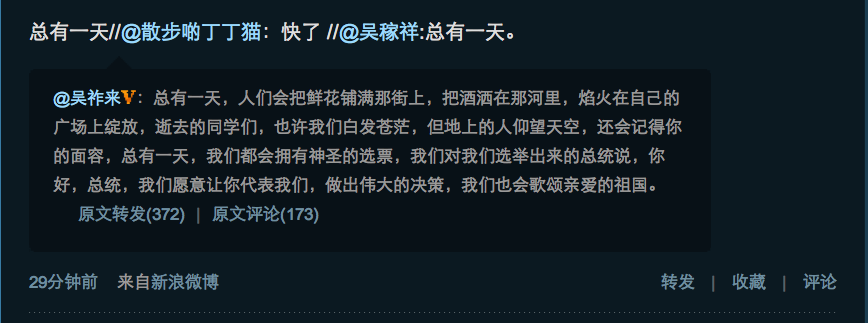 总有一天//@散步啲丁丁猫：快了 //@吴稼祥:总有一天。
@吴祚来V：总有一天，人们会把鲜花铺满那街上，把酒洒在那河里，焰火在自己的
广场上绽放，逝去的同学们，也许我们白发苍茫，但地上的人仰望天空，还会记得你
的面容，总有一天，我们都会拥有神圣的选票，我们对我们选举出来的总统说，你
好，总统，我们愿意让你代表我们，做出伟大的决策，我们也会歌颂亲爱的祖国。
原文转发(372) | 原文评论(173)
29分钟前 来自新浪微博 转发 | 收藏 | 评论